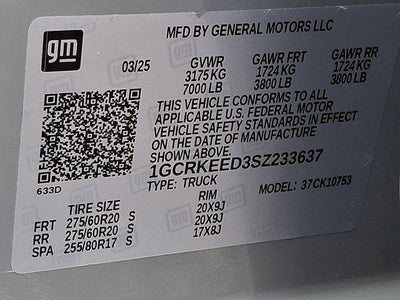 gm
MFD BY GENERAL MOTORS LLC
03/25 GVWR GAWR FRT GAWR RR
3175 KG 1724 KG 1724 KG
7000 LB 3800 LB 3800 LB
THIS VEHICLE CONFORMS TO ALL
APPLICABLE U.S. FEDERAL MOTOR
VEHICLE SAFETY STANDARDS IN EFFECT
ON THE DATE OF MANUFACTURE
SHOWN ABOVE.
1GCRKEED3SZ233637
633D TYPE: TRUCK MODEL: 37CK10753
TIRE SIZE RIM
FRT 275/60R20 S 20X9J
RR 275/60R20 S 20X9J
SPA 255/80R17 S 17X8J